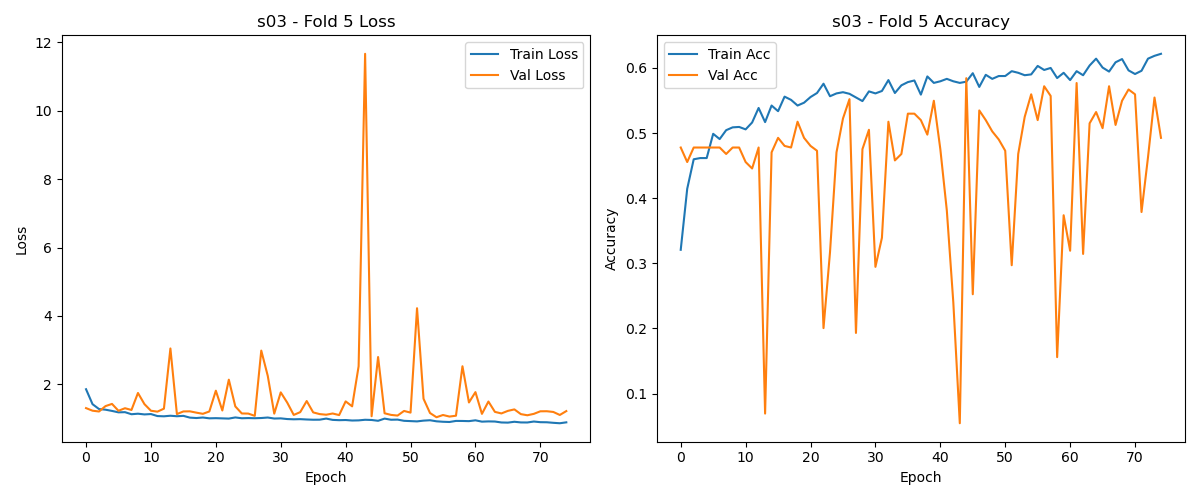 s03 - Fold 5 Loss
12
10
8
6
4
2
Loss
Train Loss
Val Loss
0
10
20
30
40
50
60
70
Epoch
s03 - Fold 5 Accuracy
0.6
0.5
0.4
0.3
0.2
0.1
Accuracy
Train Acc
Val Acc
0
10
20
30
40
50
60
70
Epoch